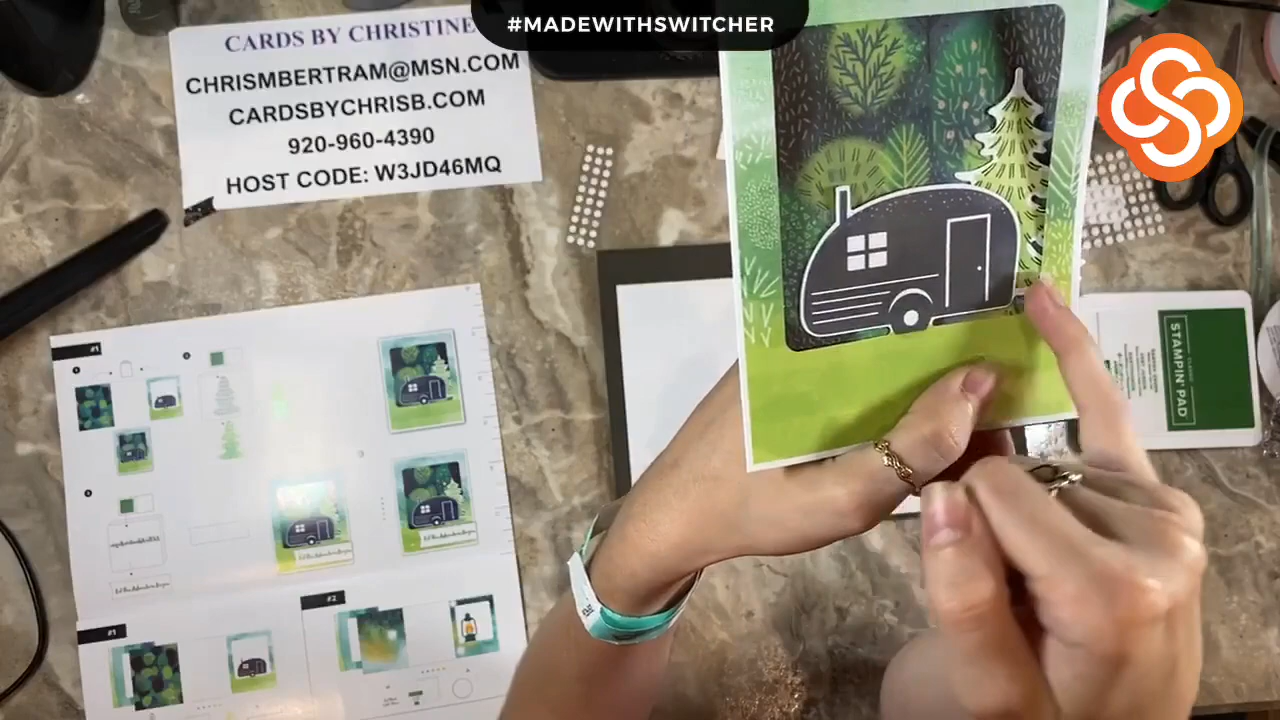 #MADEWITHSWITCHER
CARDS BY CHRISTINE
CHRISMBERTRAM@MSN.COM
CARDSBYCHRISB.COM
920-960-4390
HOST CODE: W3JD46MQ
STAMPIN' PAD
#1
#1
#2